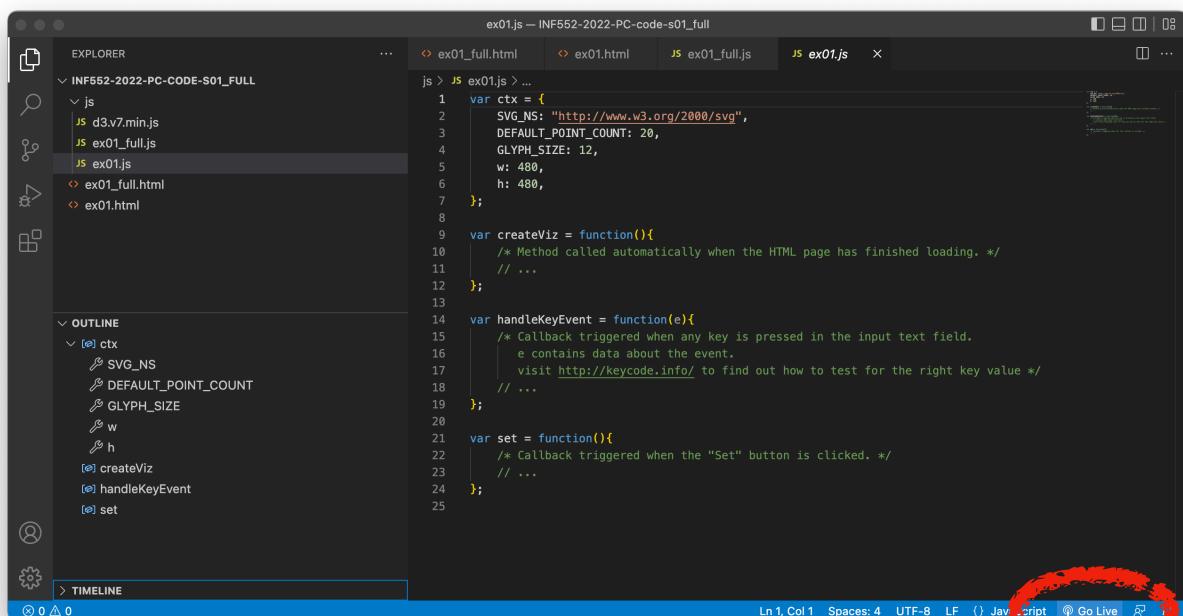 ex01.js — INF552-2022-PC-code-s01_full
EXPLORER
INF552-2022-PC-CODE-S01_FULL
js
JS d3.v7.min.js
JS ex01_full.js
JS ex01.js
<> ex01_full.html
<> ex01.html
OUTLINE
ctx
SVG_NS
DEFAULT_POINT_COUNT
GLYPH_SIZE
w
h
createViz
handleKeyEvent
set
TIMELINE
<> ex01_full.html <> ex01.html JS ex01_full.js JS ex01.js
js > JS ex01.js > ...
1 var ctx = {
2 SVG_NS: "http://www.w3.org/2000/svg",
3 DEFAULT_POINT_COUNT: 20,
4 GLYPH_SIZE: 12,
5 w: 480,
6 h: 480,
7 };
8
9 var createViz = function(){
10 /* Method called automatically when the HTML page has finished loading. */
11 // ...
12 };
13
14 var handleKeyEvent = function(e){
15 /* Callback triggered when any key is pressed in the input text field.
16 e contains data about the event.
17 visit http://keycode.info/ to find out how to test for the right key value */
18 // ...
19 };
20
21 var set = function(){
22 /* Callback triggered when the "Set" button is clicked. */
23 // ...
24 };
25
0 0 Ln 1, Col 1 Spaces: 4 UTF-8 LF {} JavaScript Go Live